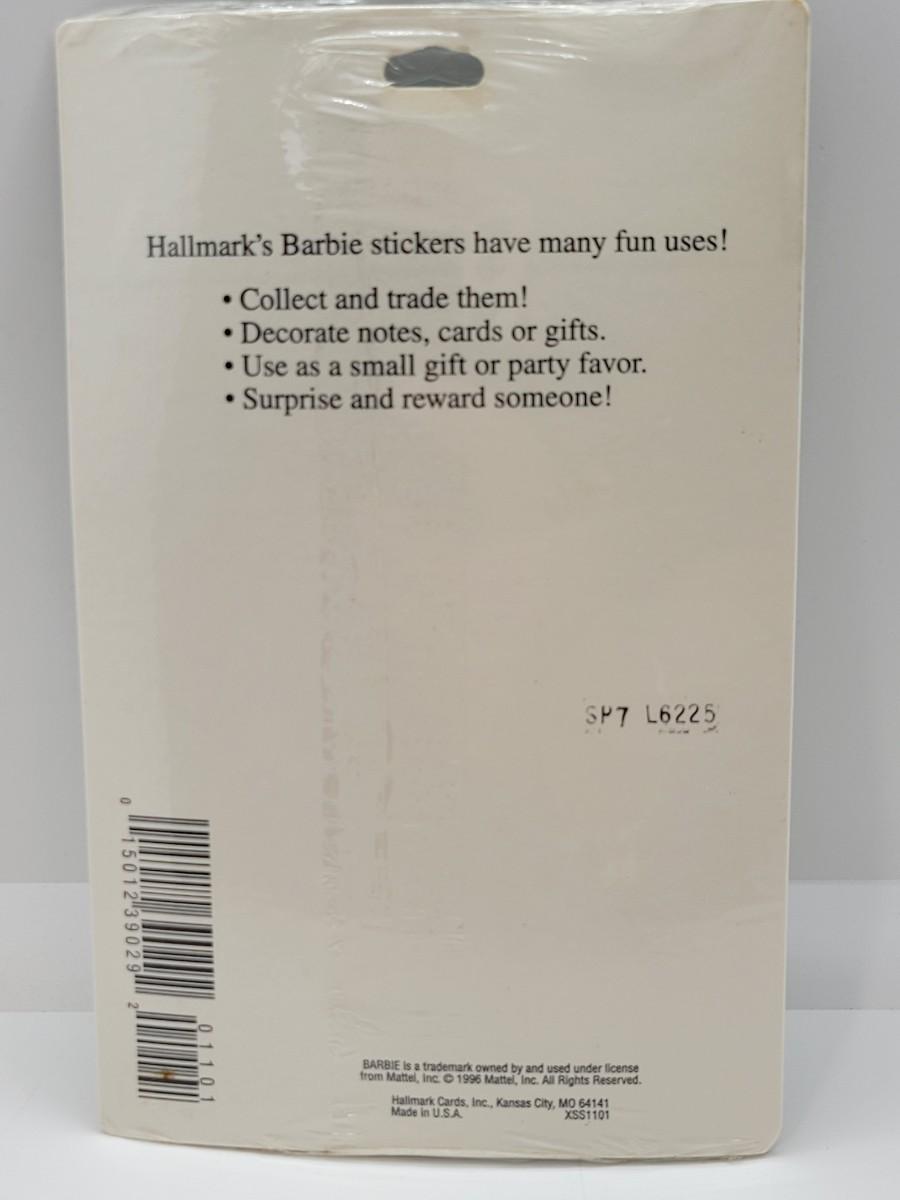 Hallmark's Barbie stickers have many fun uses!
• Collect and trade them!
• Decorate notes, cards or gifts.
• Use as a small gift or party favor.
• Surprise and reward someone!
SP7 L6225
0 15012 39029 2
01101
BARBIE is a trademark owned by and used under license
from Mattel, Inc. © 1996 Mattel, Inc. All Rights Reserved.
Hallmark Cards, Inc., Kansas City, MO 64141
Made in U.S.A. XSS1101